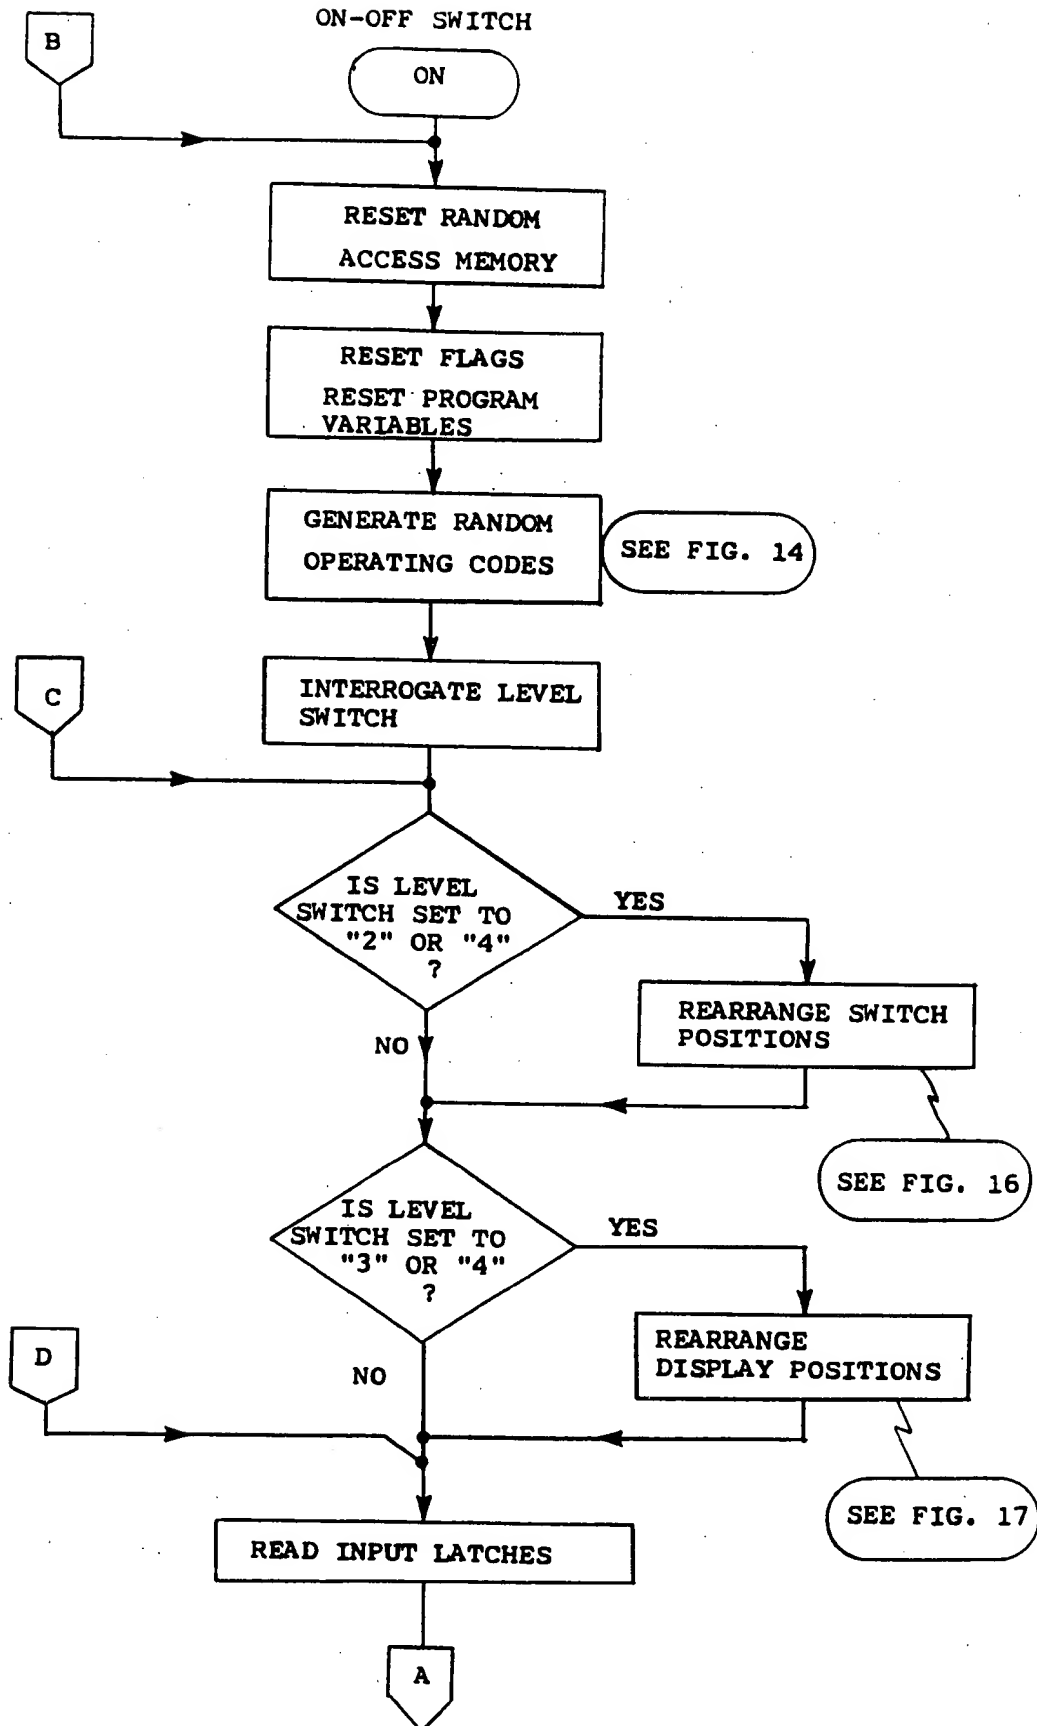 ON-OFF SWITCH
B
ON
RESET RANDOM
ACCESS MEMORY
RESET FLAGS
RESET PROGRAM
VARIABLES
GENERATE RANDOM
OPERATING CODES
SEE FIG. 14
INTERROGATE LEVEL
SWITCH
C
IS LEVEL
SWITCH SET TO
"2" OR "4"
?
YES
REARRANGE SWITCH
POSITIONS
NO
SEE FIG. 16
IS LEVEL
SWITCH SET TO
"3" OR "4"
?
YES
REARRANGE
DISPLAY POSITIONS
D
NO
SEE FIG. 17
READ INPUT LATCHES
A